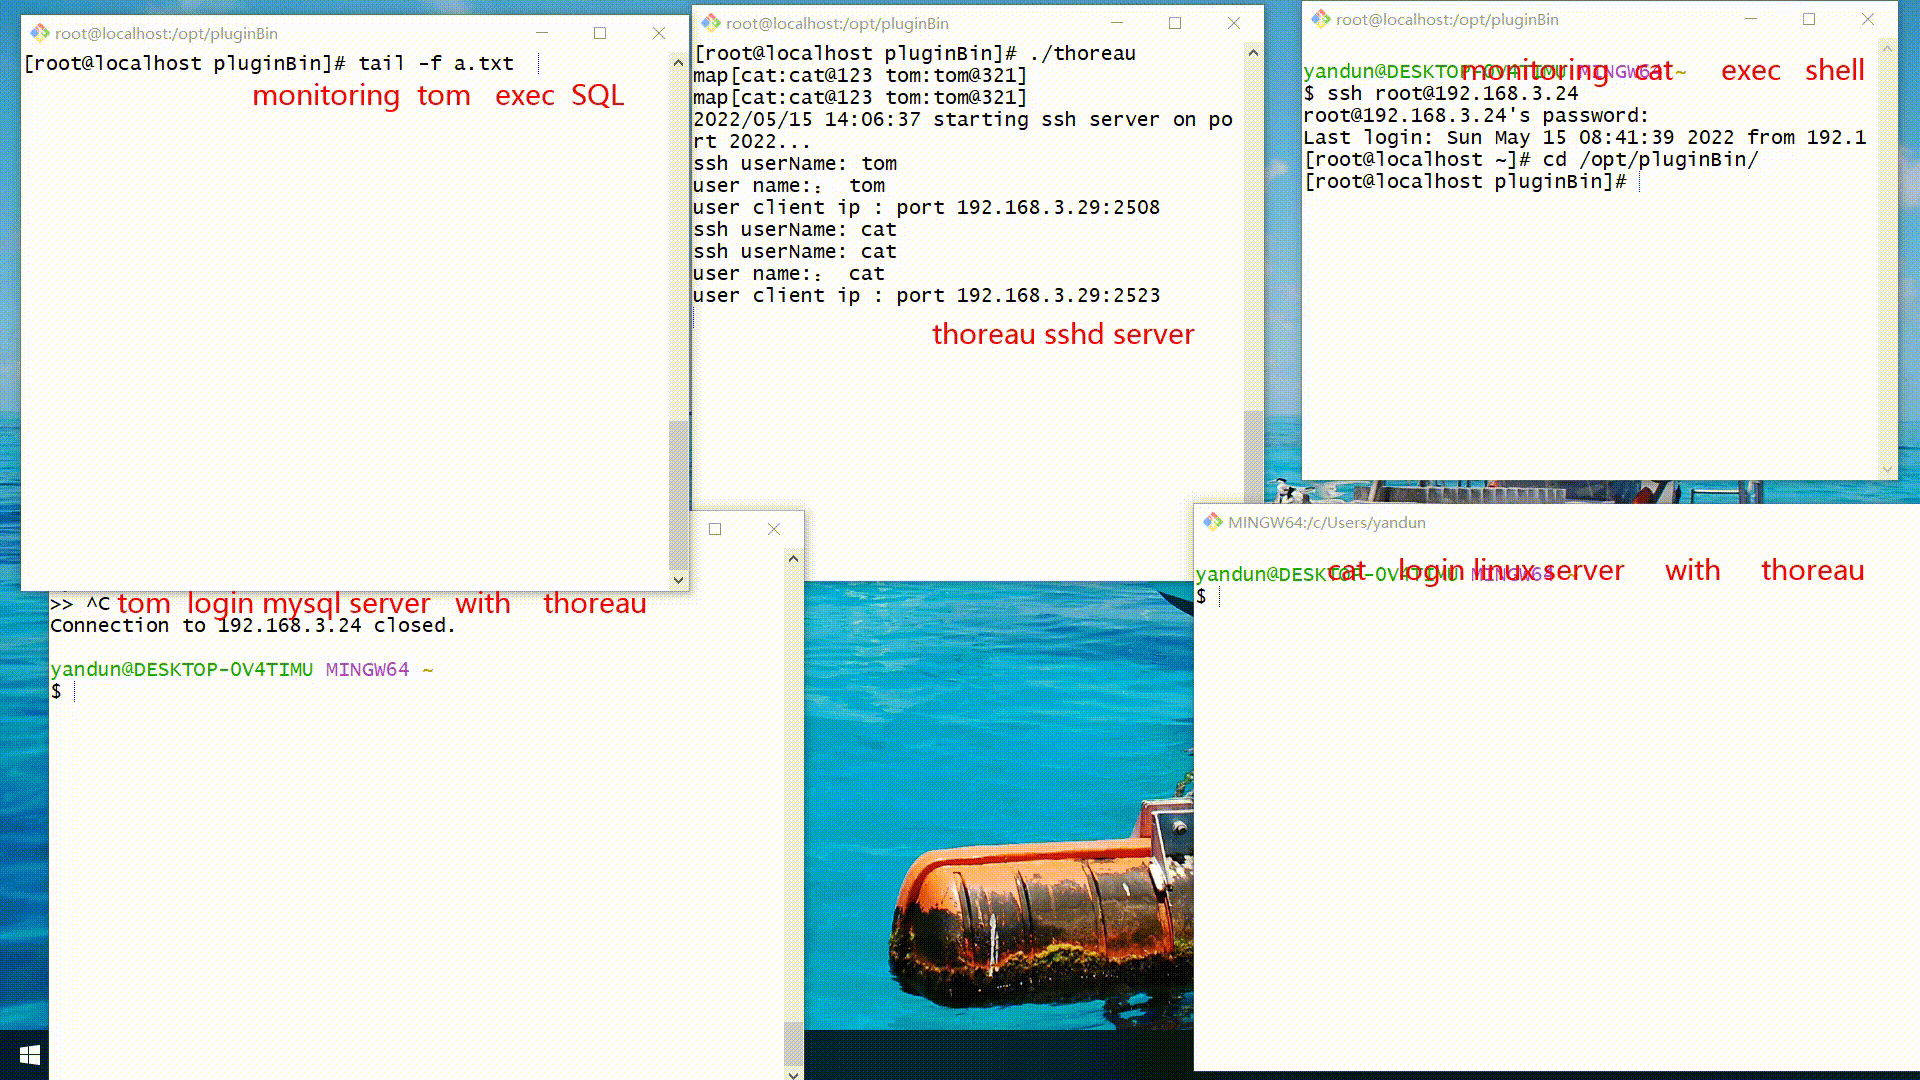 root@localhost:/opt/pluginBin
[root@localhost pluginBin]# tail -f a.txt
monitoring tom exec SQL
root@localhost:/opt/pluginBin
[root@localhost pluginBin]# ./thoreau
map[cat:cat@123 tom:tom@321]
map[cat:cat@123 tom:tom@321]
2022/05/15 14:06:37 starting ssh server on po
rt 2022...
ssh userName: tom
user name:： tom
user client ip : port 192.168.3.29:2508
ssh userName: cat
ssh userName: cat
user name:： cat
user client ip : port 192.168.3.29:2523
thoreau sshd server
root@localhost:/opt/pluginBin
yandun@DESKTOP-0V4TIMU MINGW64 ~
monitoring cat exec shell
$ ssh root@192.168.3.24
root@192.168.3.24's password:
Last login: Sun May 15 08:41:39 2022 from 192.1
[root@localhost ~]# cd /opt/pluginBin/
[root@localhost pluginBin]#
>> ^C
tom login mysql server with thoreau
Connection to 192.168.3.24 closed.
yandun@DESKTOP-0V4TIMU MINGW64 ~
$
MINGW64:/c/Users/yandun
yandun@DESKTOP-0V4TIMU MINGW64 ~
cat login linux server with thoreau
$